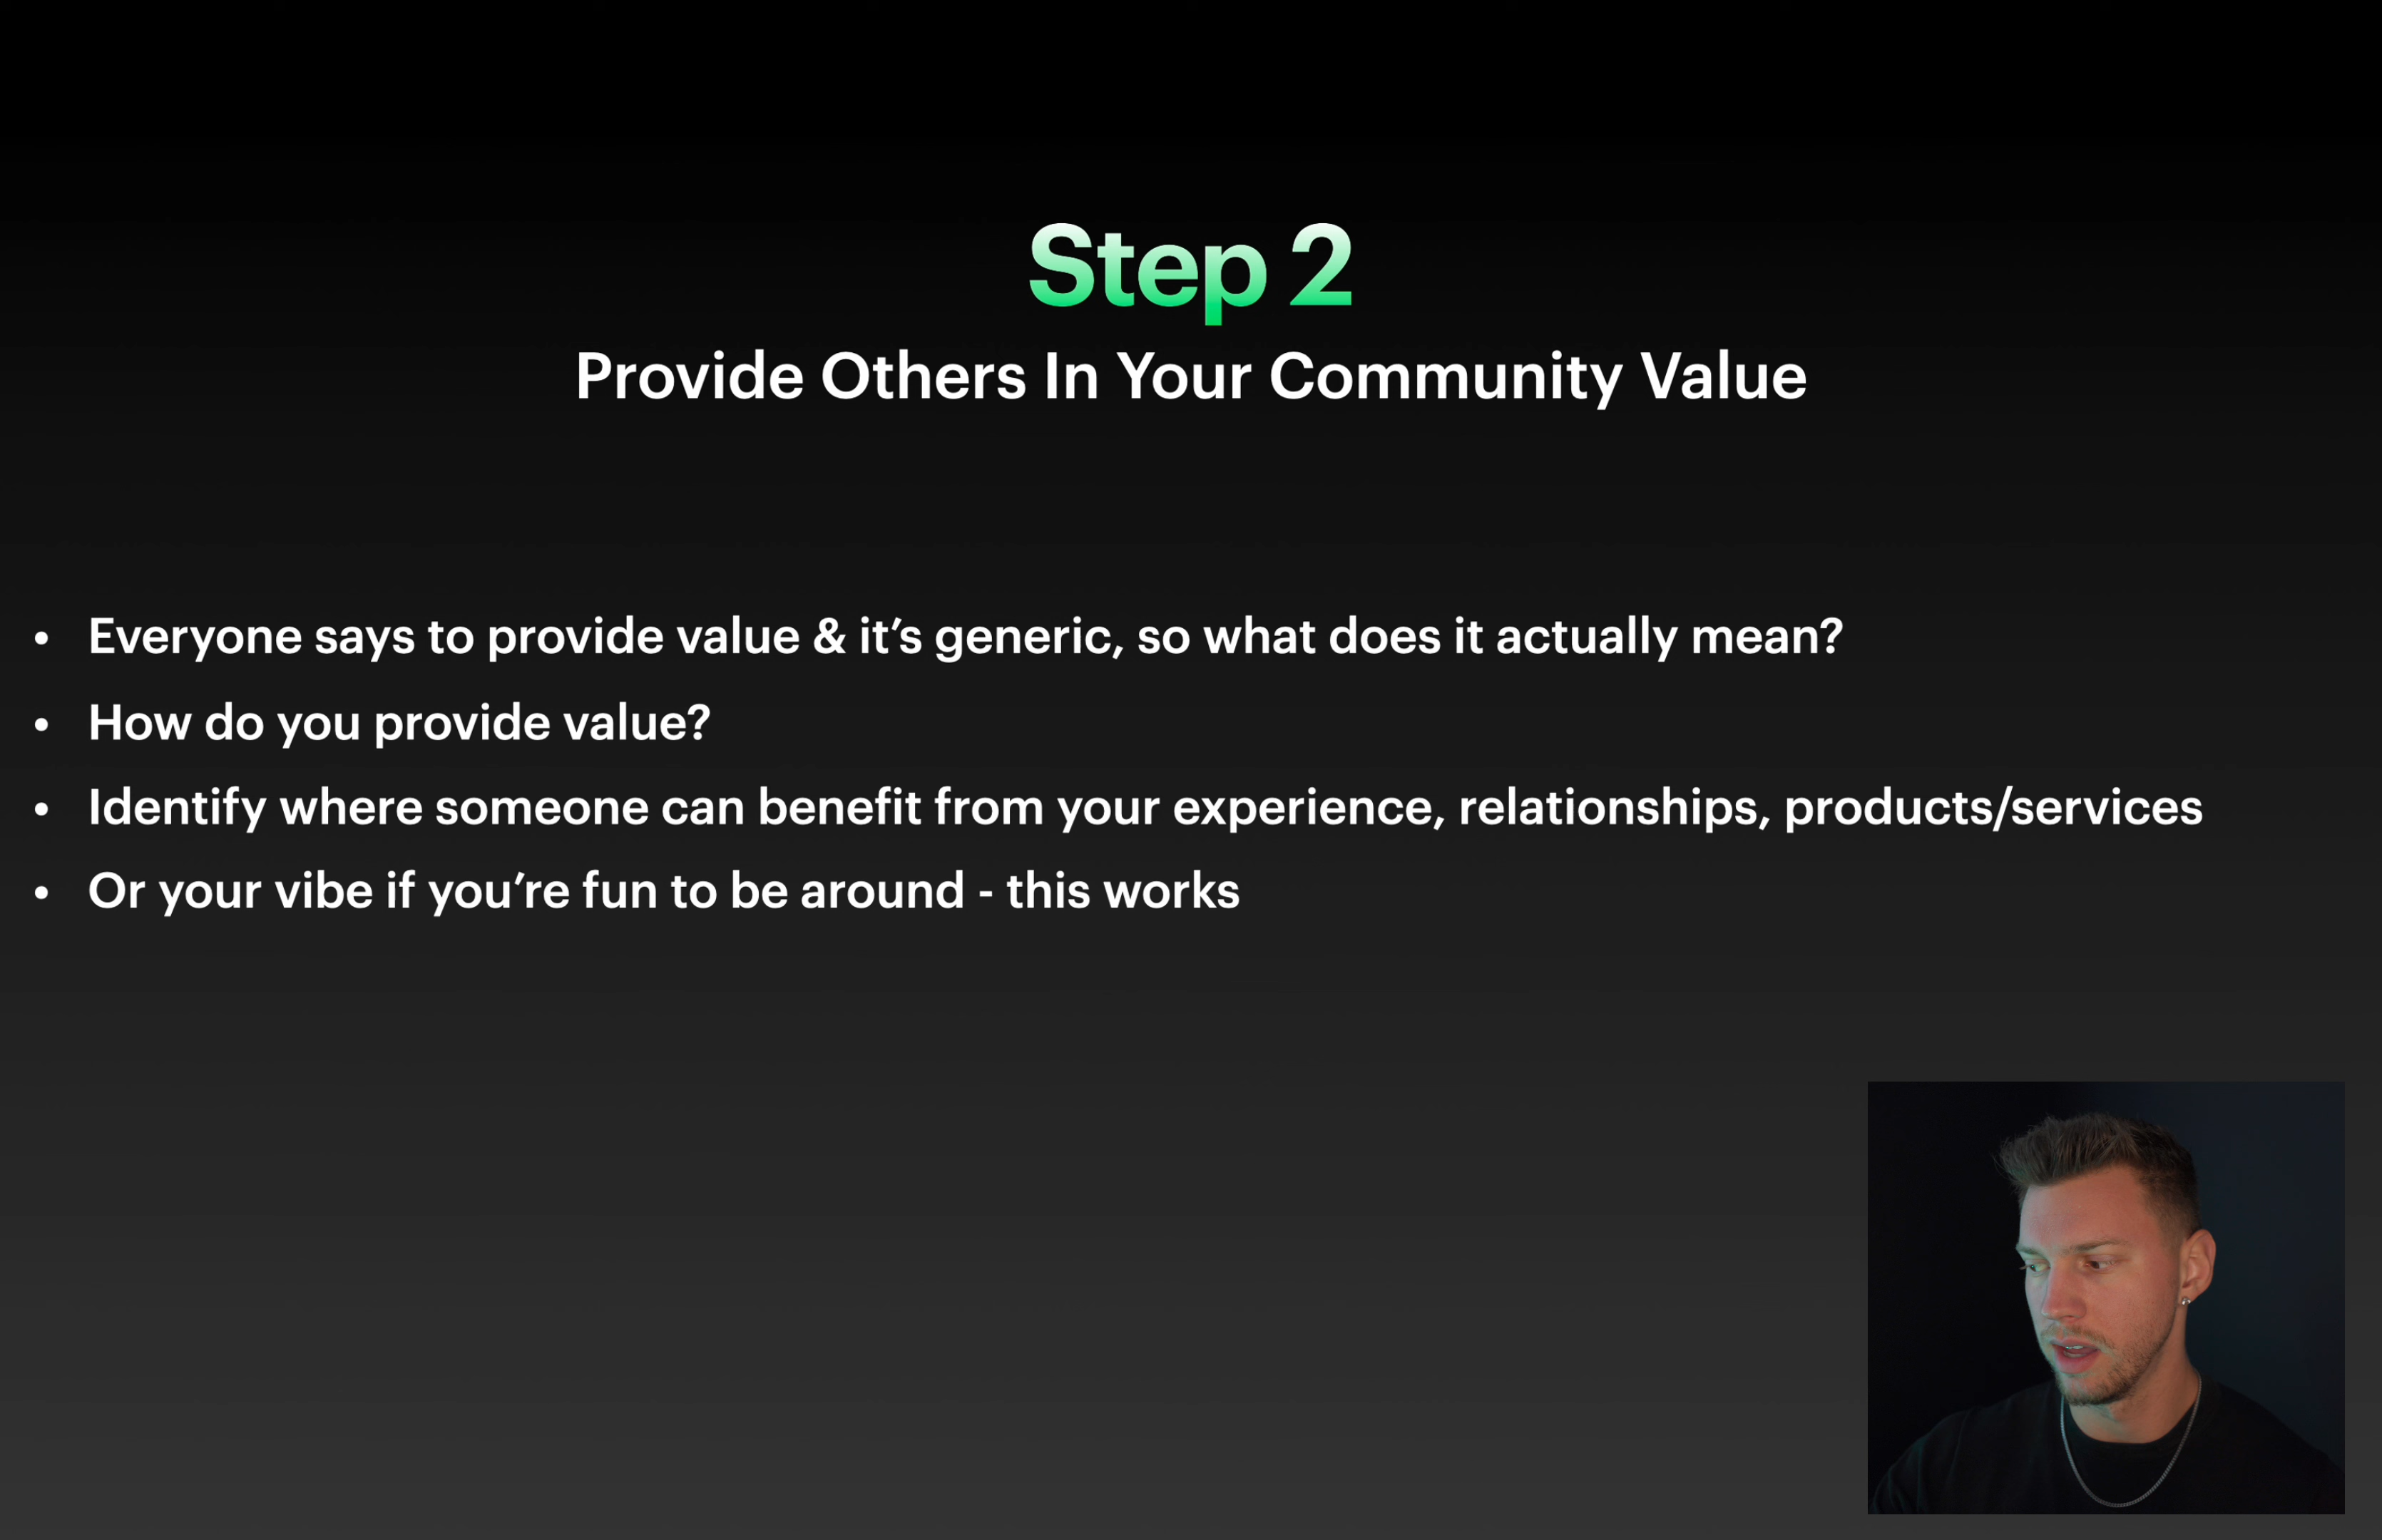 Step 2
Provide Others In Your Community Value
• Everyone says to provide value & it’s generic, so what does it actually mean?
• How do you provide value?
• Identify where someone can benefit from your experience, relationships, products/services
• Or your vibe if you’re fun to be around - this works